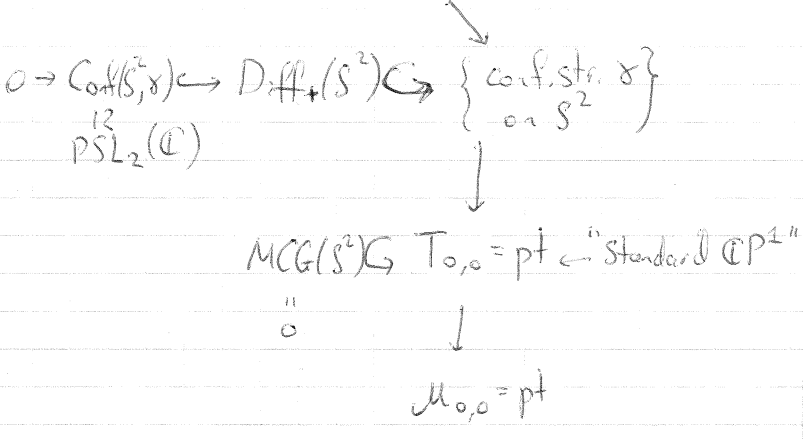 0 → Conf(S², γ) ↪ Diff₊(S²) ↻ { conf. str. γ
on S² }
≅
PSL₂(ℂ)
↓
MCG(S²) ↻ T₀,₀ = pt ← "Standard ℂP¹"
=
0
↓
M₀,₀ = pt